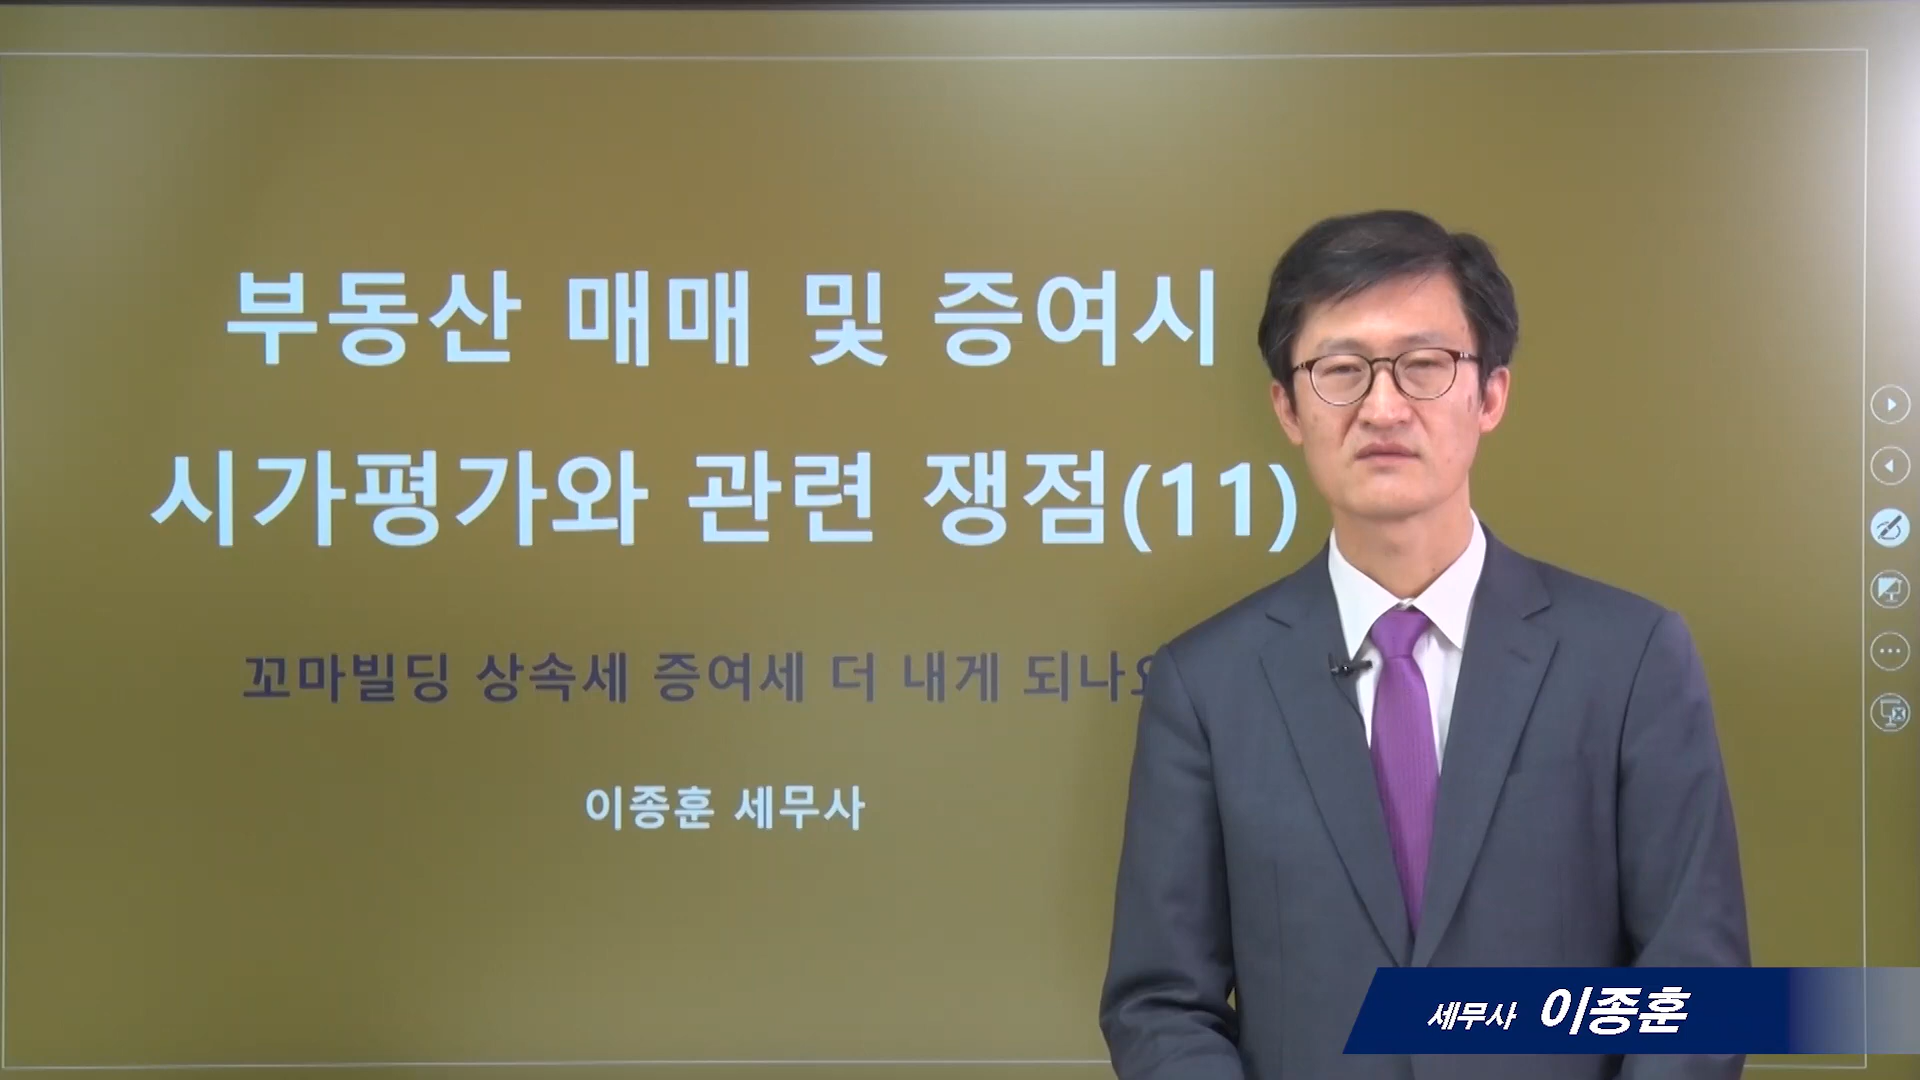 부동산 매매 및 증여시
시가평가와 관련 쟁점(11)
꼬마빌딩 상속세 증여세 더 내게 되나
이종훈 세무사
세무사 이종훈